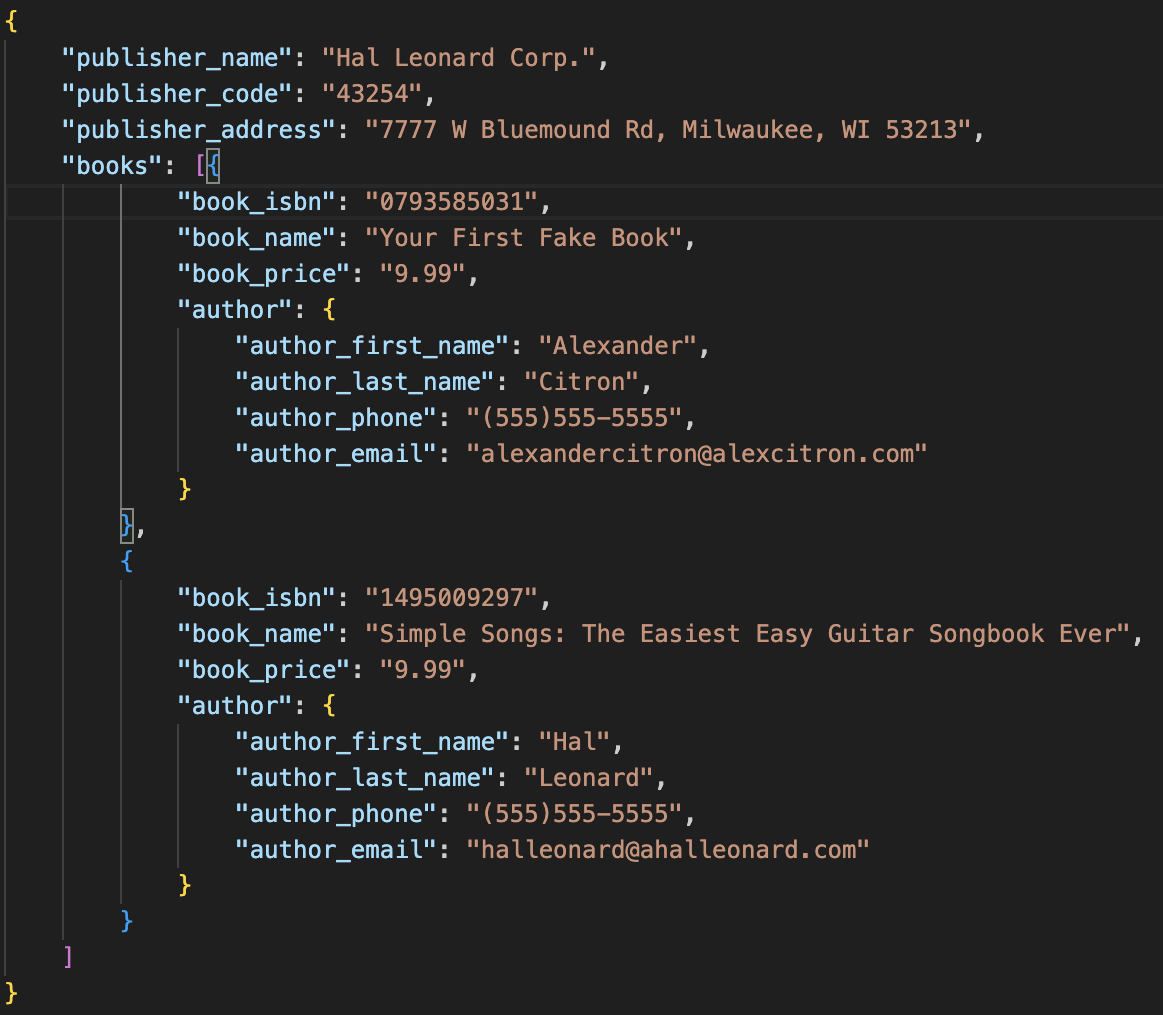 {
    "publisher_name": "Hal Leonard Corp.",
    "publisher_code": "43254",
    "publisher_address": "7777 W Bluemound Rd, Milwaukee, WI 53213",
    "books": [{
            "book_isbn": "0793585031",
            "book_name": "Your First Fake Book",
            "book_price": "9.99",
            "author": {
                "author_first_name": "Alexander",
                "author_last_name": "Citron",
                "author_phone": "(555)555-5555",
                "author_email": "alexandercitron@alexcitron.com"
            }
        },
        {
            "book_isbn": "1495009297",
            "book_name": "Simple Songs: The Easiest Easy Guitar Songbook Ever",
            "book_price": "9.99",
            "author": {
                "author_first_name": "Hal",
                "author_last_name": "Leonard",
                "author_phone": "(555)555-5555",
                "author_email": "halleonard@ahalleonard.com"
            }
        }
    ]
}